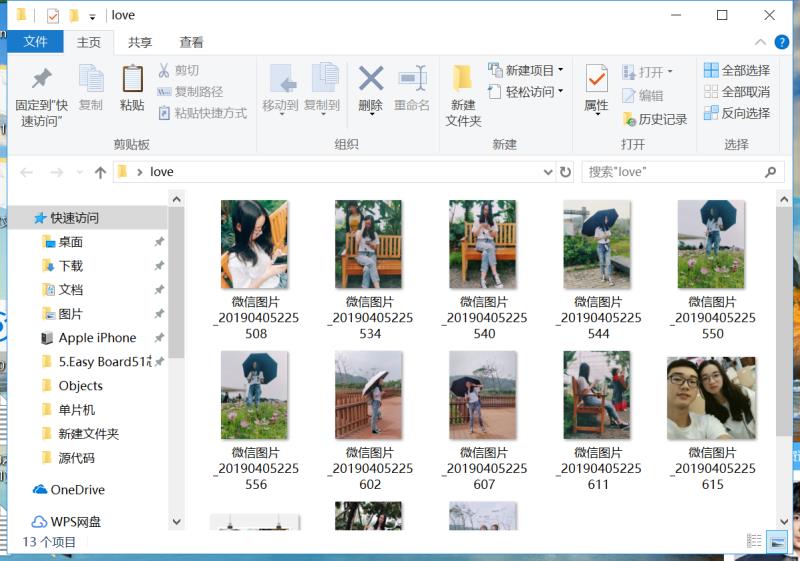 love
文件 主页 共享 查看
固定到"快速访问"
复制
粘贴
剪切
复制路径
粘贴快捷方式
剪贴板
移动到 复制到
删除 重命名
组织
新建文件夹
新建项目
轻松访问
新建
属性
打开
编辑
历史记录
打开
全部选择
全部取消
反向选择
选择
love
搜索"love"
快速访问
桌面
下载
文档
图片
Apple iPhone
5.Easy Board51
Objects
单片机
新建文件夹
源代码
OneDrive
WPS网盘
微信图片_20190405225508
微信图片_20190405225534
微信图片_20190405225540
微信图片_20190405225544
微信图片_20190405225550
微信图片_20190405225556
微信图片_20190405225602
微信图片_20190405225607
微信图片_20190405225611
微信图片_20190405225615
13 个项目